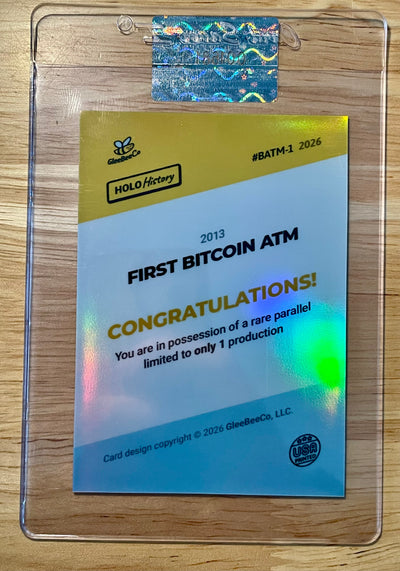 GleeBeeCo
#BATM-1 2026
HOLO History
2013
FIRST BITCOIN ATM
CONGRATULATIONS!
You are in possession of a rare parallel
limited to only 1 production
Card design copyright © 2026 GleeBeeCo, LLC.
USA
PRINTED